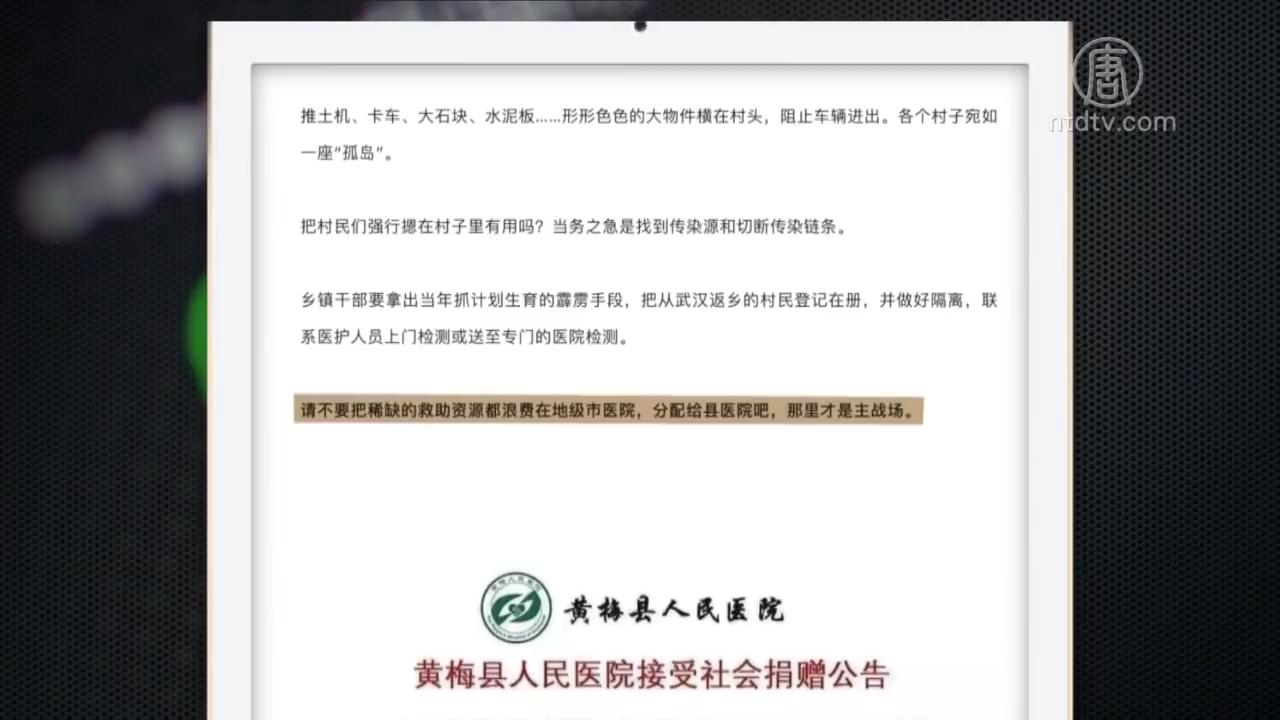 唐
ntdtv.com
推土机、卡车、大石块、水泥板……形形色色的大物件横在村头，阻止车辆进出。各个村子宛如
一座“孤岛”。
把村民们强行摁在村子里有用吗？当务之急是找到传染源和切断传染链条。
乡镇干部要拿出当年抓计划生育的霹雳手段，把从武汉返乡的村民登记在册，并做好隔离，联
系医护人员上门检测或送至专门的医院检测。
请不要把稀缺的救助资源都浪费在地级市医院，分配给县医院吧，那里才是主战场。
黄梅县人民医院
黄梅县人民医院接受社会捐赠公告